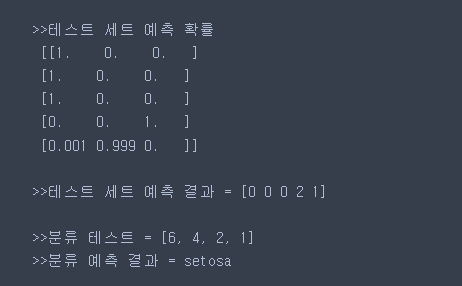 >>테스트 세트 예측 확률
[[1.    0.    0.   ]
[1.    0.    0.   ]
[1.    0.    0.   ]
[0.    0.    1.   ]
[0.001 0.999 0.   ]]
>>테스트 세트 예측 결과 = [0 0 0 2 1]
>>분류 테스트 = [6, 4, 2, 1]
>>분류 예측 결과 = setosa